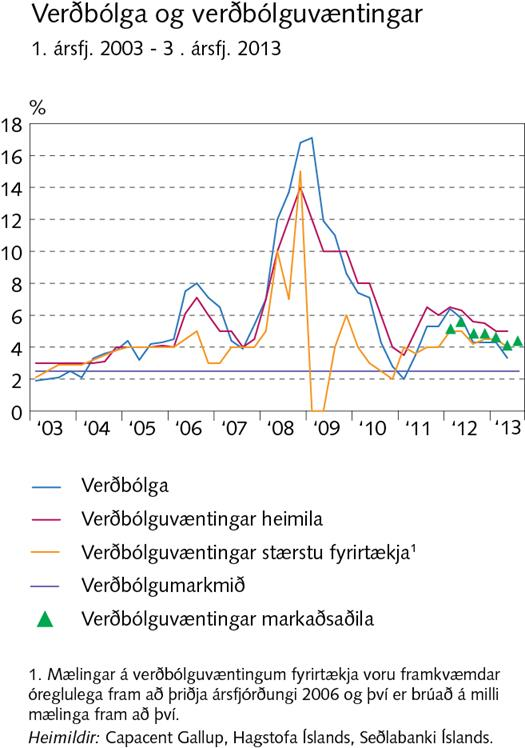 Verðbólga og verðbólguvæntingar
1. ársfj. 2003 - 3 . ársfj. 2013
%
18
16
14
12
10
8
6
4
2
0
‘03 ‘04 ‘05 ‘06 ‘07 ‘08 ‘09 ‘10 ‘11 ‘12 ‘13
Verðbólga
Verðbólguvæntingar heimila
Verðbólguvæntingar stærstu fyrirtækja¹
Verðbólgumarkmið
Verðbólguvæntingar markaðsaðila
1. Mælingar á verðbólguvæntingum fyrirtækja voru framkvæmdar
óreglulega fram að þriðja ársfjórðungi 2006 og því er brúað á milli
mælinga fram að því.
Heimildir: Capacent Gallup, Hagstofa Íslands, Seðlabanki Íslands.